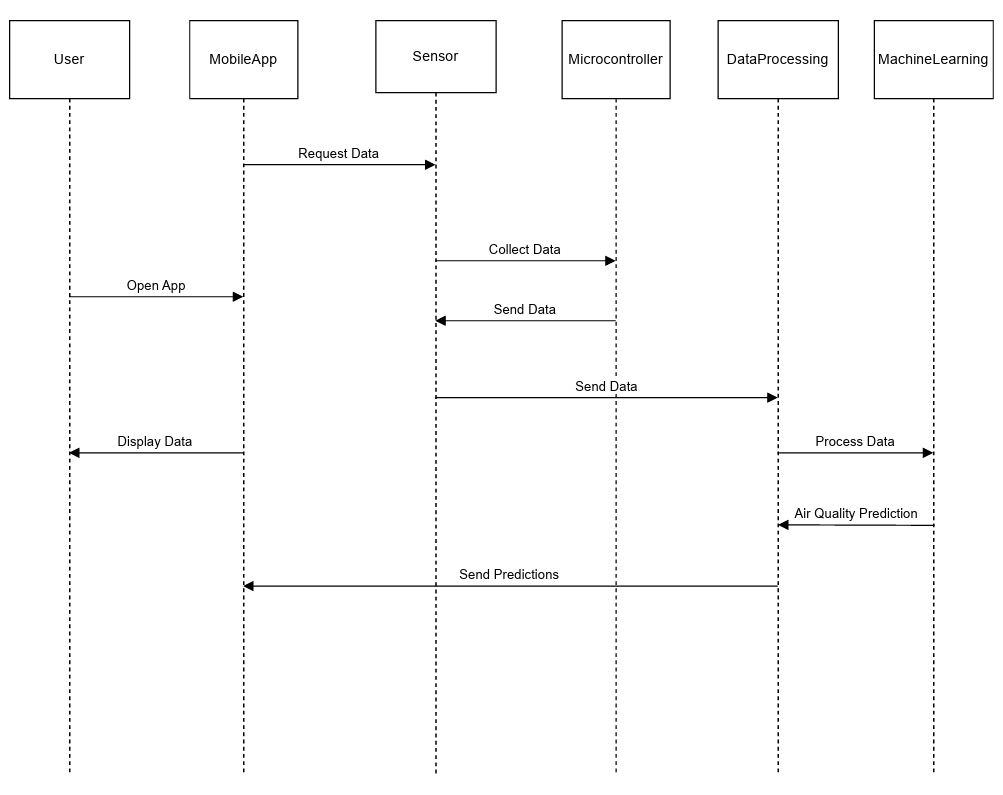 User
MobileApp
Sensor
Microcontroller
DataProcessing
MachineLearning
Request Data
Collect Data
Open App
Send Data
Send Data
Display Data
Process Data
Air Quality Prediction
Send Predictions